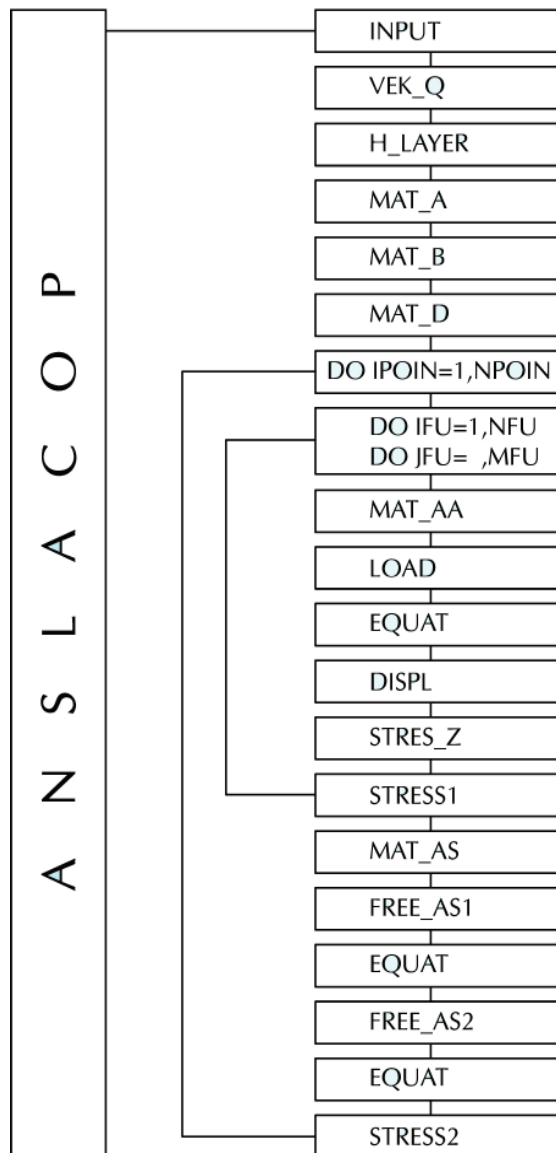 ANSLACOP
INPUT
VEK_Q
H_LAYER
MAT_A
MAT_B
MAT_D
DO IPOIN=1,NPOIN
DO IFU=1,NFU
DO JFU= ,MFU
MAT_AA
LOAD
EQUAT
DISPL
STRES_Z
STRESS1
MAT_AS
FREE_AS1
EQUAT
FREE_AS2
EQUAT
STRESS2